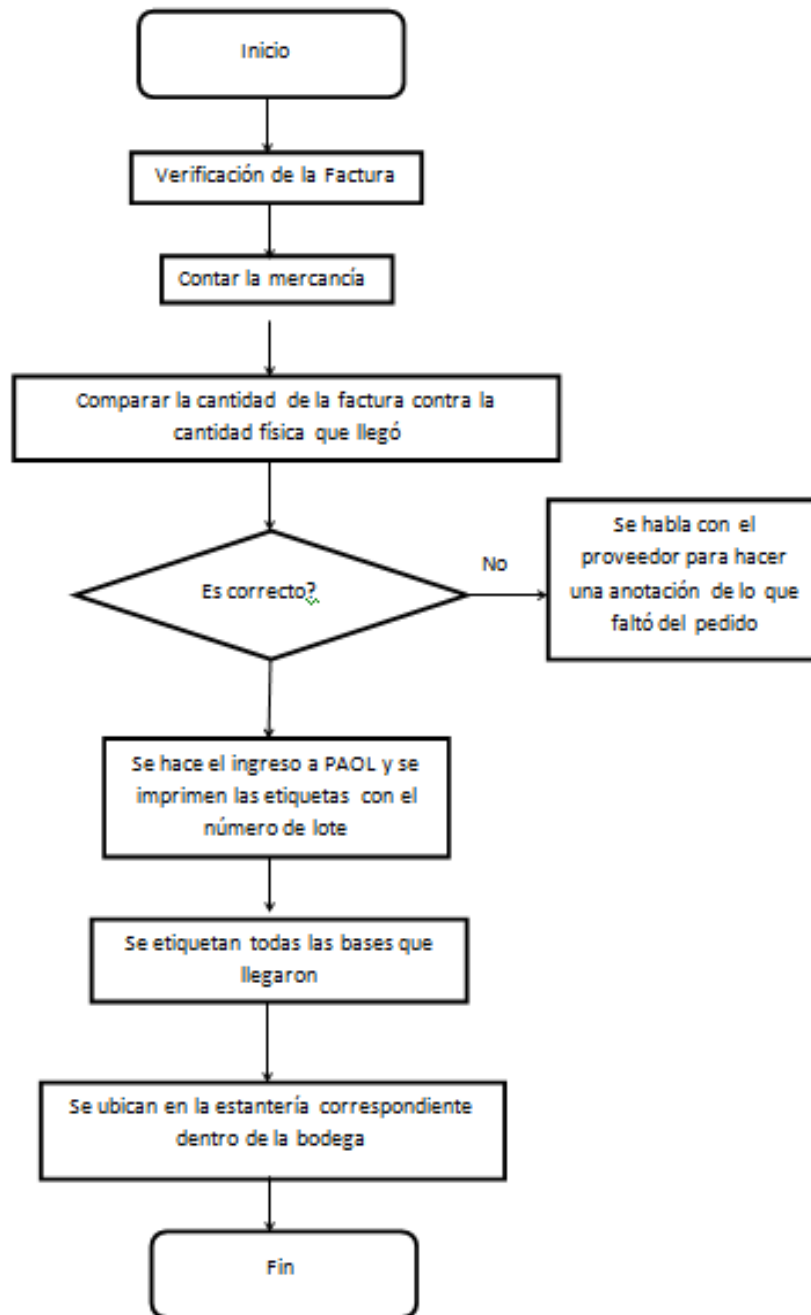 Inicio
Verificación de la Factura
Contar la mercancía
Comparar la cantidad de la factura contra la
cantidad física que llegó
Es correcto?
No
Se habla con el
proveedor para hacer
una anotación de lo que
faltó del pedido
Se hace el ingreso a PAOL y se
imprimen las etiquetas con el
número de lote
Se etiquetan todas las bases que
llegaron
Se ubican en la estantería correspondiente
dentro de la bodega
Fin